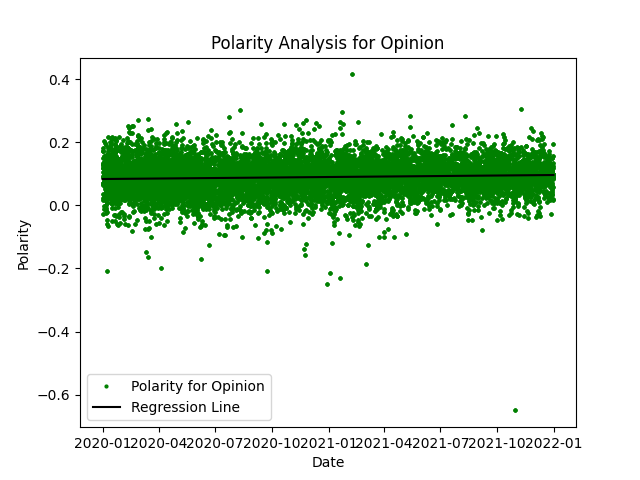 Polarity Analysis for Opinion
Polarity
0.4
0.2
0.0
−0.2
−0.4
−0.6
Polarity for Opinion
Regression Line
2020-01 2020-04 2020-07 2020-10 2021-01 2021-04 2021-07 2021-10 2022-01
Date